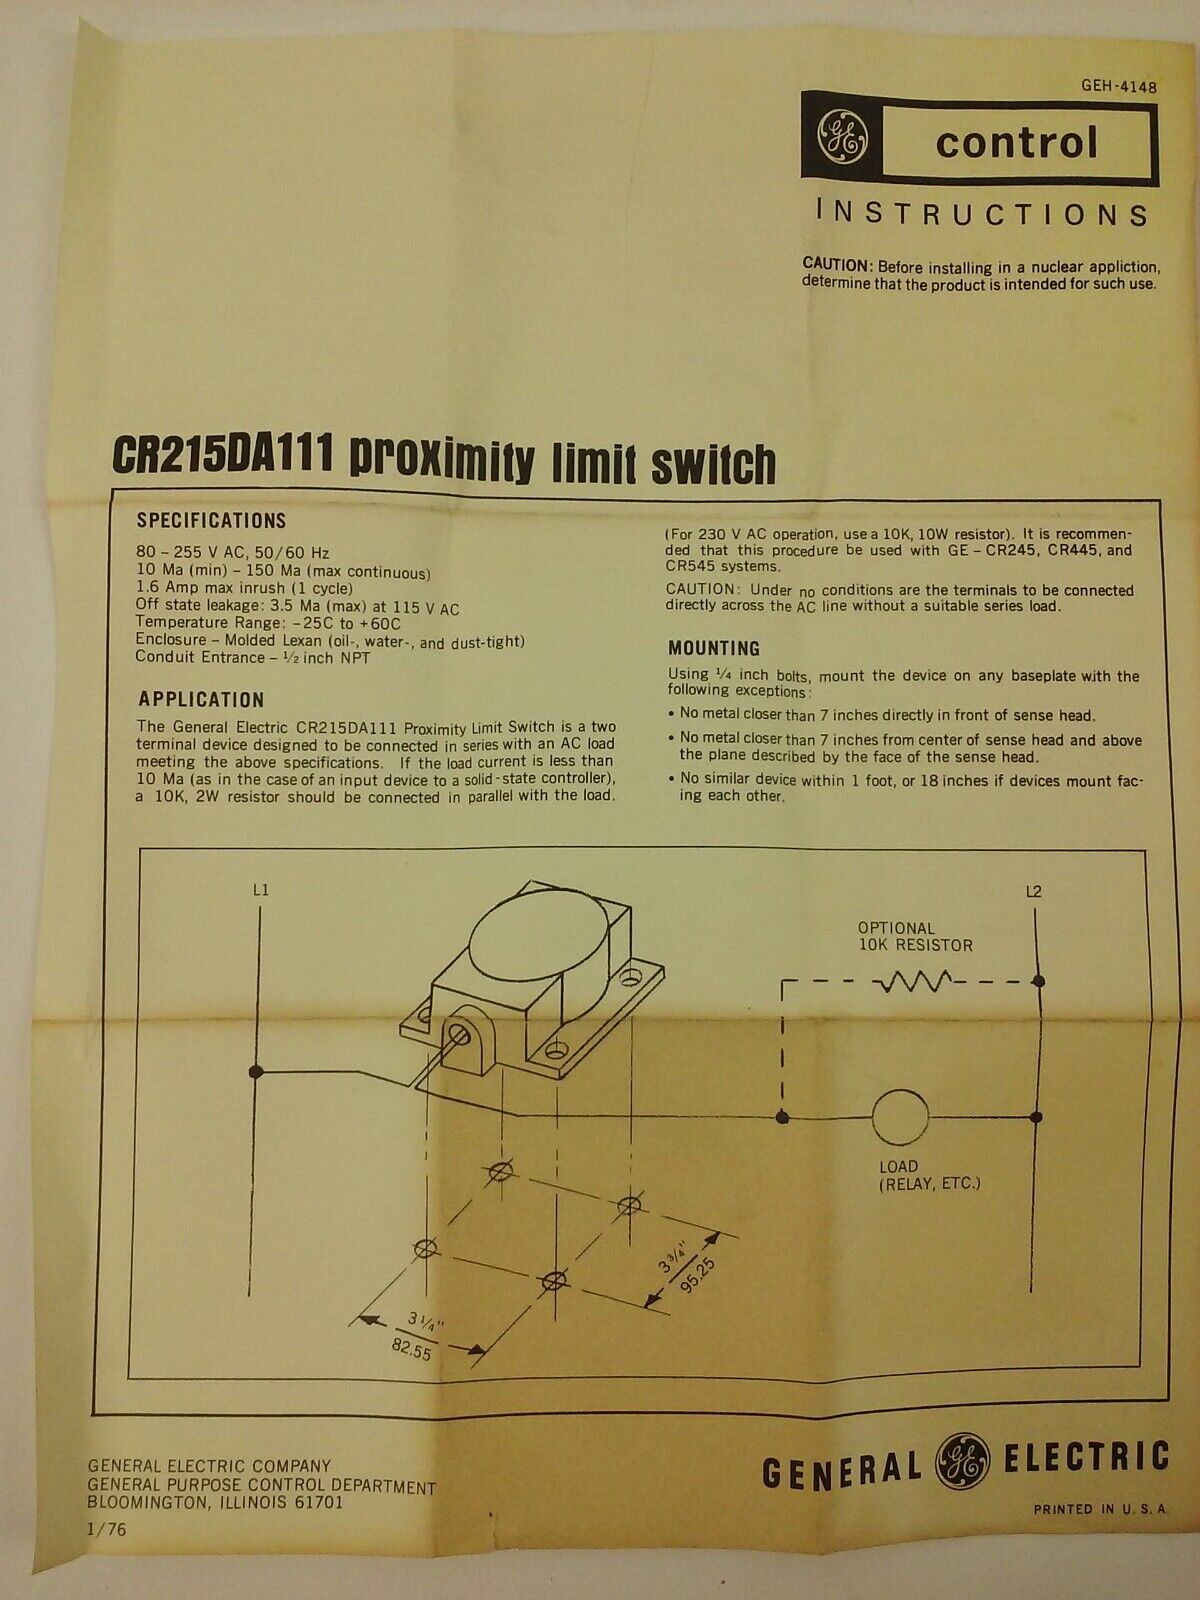 GEH-4148
GE control
INSTRUCTIONS
CAUTION: Before installing in a nuclear appliction,
determine that the product is intended for such use.
CR215DA111 proximity limit switch
SPECIFICATIONS
80 – 255 V AC, 50/60 Hz
10 Ma (min) – 150 Ma (max continuous)
1.6 Amp max inrush (1 cycle)
Off state leakage: 3.5 Ma (max) at 115 V AC
Temperature Range: –25C to +60C
Enclosure – Molded Lexan (oil-, water-, and dust-tight)
Conduit Entrance – ½ inch NPT
APPLICATION
The General Electric CR215DA111 Proximity Limit Switch is a two
terminal device designed to be connected in series with an AC load
meeting the above specifications. If the load current is less than
10 Ma (as in the case of an input device to a solid-state controller),
a 10K, 2W resistor should be connected in parallel with the load.
(For 230 V AC operation, use a 10K, 10W resistor). It is recommen-
ded that this procedure be used with GE – CR245, CR445, and
CR545 systems.
CAUTION: Under no conditions are the terminals to be connected
directly across the AC line without a suitable series load.
MOUNTING
Using ¼ inch bolts, mount the device on any baseplate with the
following exceptions:
• No metal closer than 7 inches directly in front of sense head.
• No metal closer than 7 inches from center of sense head and above
the plane described by the face of the sense head.
• No similar device within 1 foot, or 18 inches if devices mount fac-
ing each other.
L1
L2
OPTIONAL
10K RESISTOR
LOAD
(RELAY, ETC.)
3 ¾"
95.25
3 ¼"
82.55
GENERAL ELECTRIC COMPANY
GENERAL PURPOSE CONTROL DEPARTMENT
BLOOMINGTON, ILLINOIS 61701
1/76
GENERAL GE ELECTRIC
PRINTED IN U. S. A.